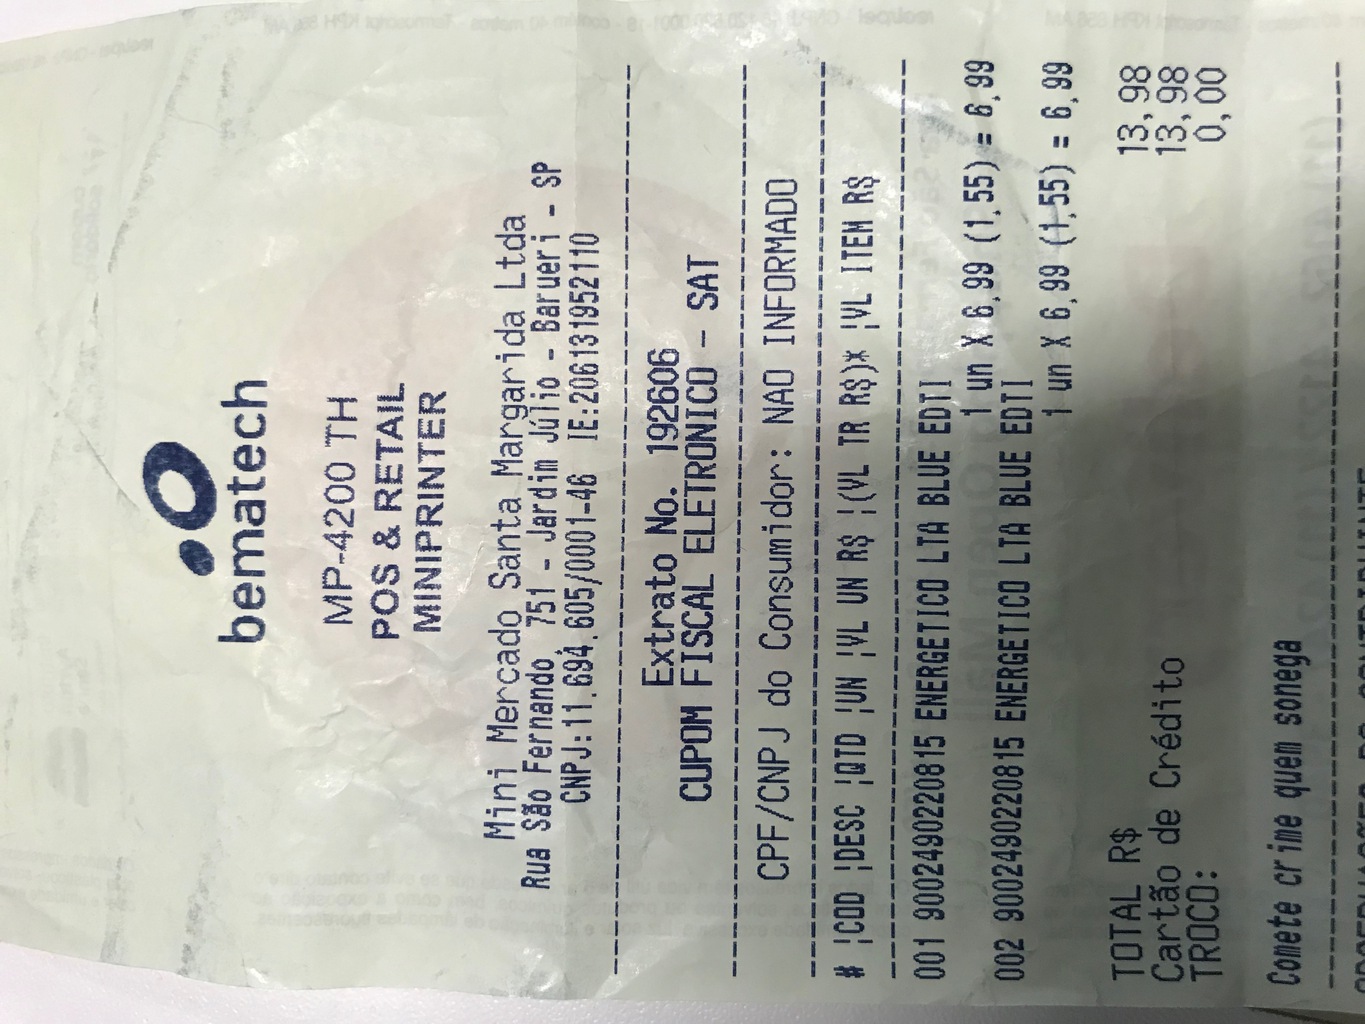 bematech
MP-4200 TH
POS & RETAIL
MINIPRINTER
Mini Mercado Santa Margarida Ltda
Rua São Fernando 751 - Jardim Júlio - Barueri - SP
CNPJ:11.694.605/0001-46 IE:206131952110
Extrato No. 192606
CUPOM FISCAL ELETRONICO - SAT
CPF/CNPJ do Consumidor: NAO INFORMADO
# ¦COD ¦DESC ¦QTD ¦UN ¦VL UN R$ ¦(VL TR R$)* ¦VL ITEM R$
001 9002490220815 ENERGETICO LTA BLUE EDTI
1 un X 6,99 (1,55) = 6,99
002 9002490220815 ENERGETICO LTA BLUE EDTI
1 un X 6,99 (1,55) = 6,99
TOTAL R$ 13,98
Cartão de Crédito 13,98
TROCO: 0,00
Comete crime quem sonega